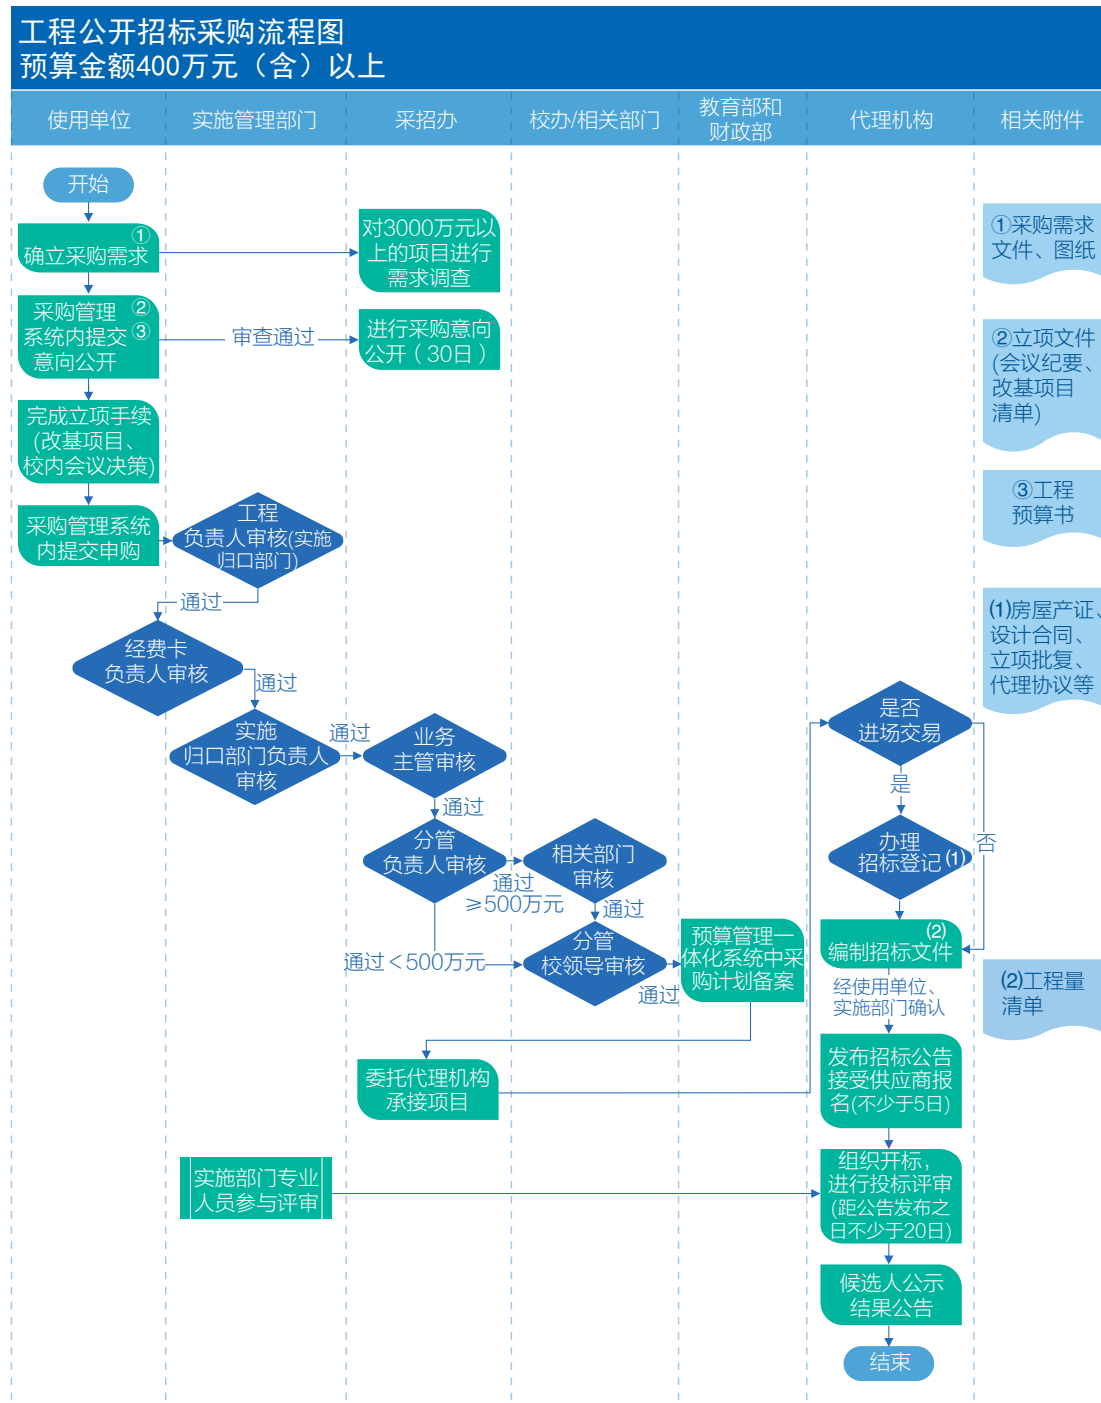 工程公开招标采购流程图
预算金额400万元（含）以上
使用单位
实施管理部门
采招办
校办/相关部门
教育部和
财政部
代理机构
相关附件
开始
①
确立采购需求
对3000万元以
上的项目进行
需求调查
①采购需求
文件、图纸
采购管理 ②
系统内提交 ③
意向公开
审查通过
进行采购意向
公开（30日）
②立项文件
(会议纪要、
改基项目
清单)
完成立项手续
(改基项目、
校内会议决策)
③工程
预算书
采购管理系统
内提交申购
工程
负责人审核(实施
归口部门)
通过
经费卡
负责人审核
通过
(1)房屋产证、
设计合同、
立项批复、
代理协议等
实施
归口部门负责人
审核
通过
业务
主管审核
通过
是否
进场交易
是
否
分管
负责人审核
通过
≥500万元
相关部门
审核
通过
办理
招标登记(1)
通过<500万元
分管
校领导审核
通过
预算管理一
体化系统中采
购计划备案
(2)
编制招标文件
经使用单位、
实施部门确认
(2)工程量
清单
委托代理机构
承接项目
发布招标公告
接受供应商报
名(不少于5日)
实施部门专业
人员参与评审
组织开标，
进行投标评审
(距公告发布之
日不少于20日)
候选人公示
结果公告
结束